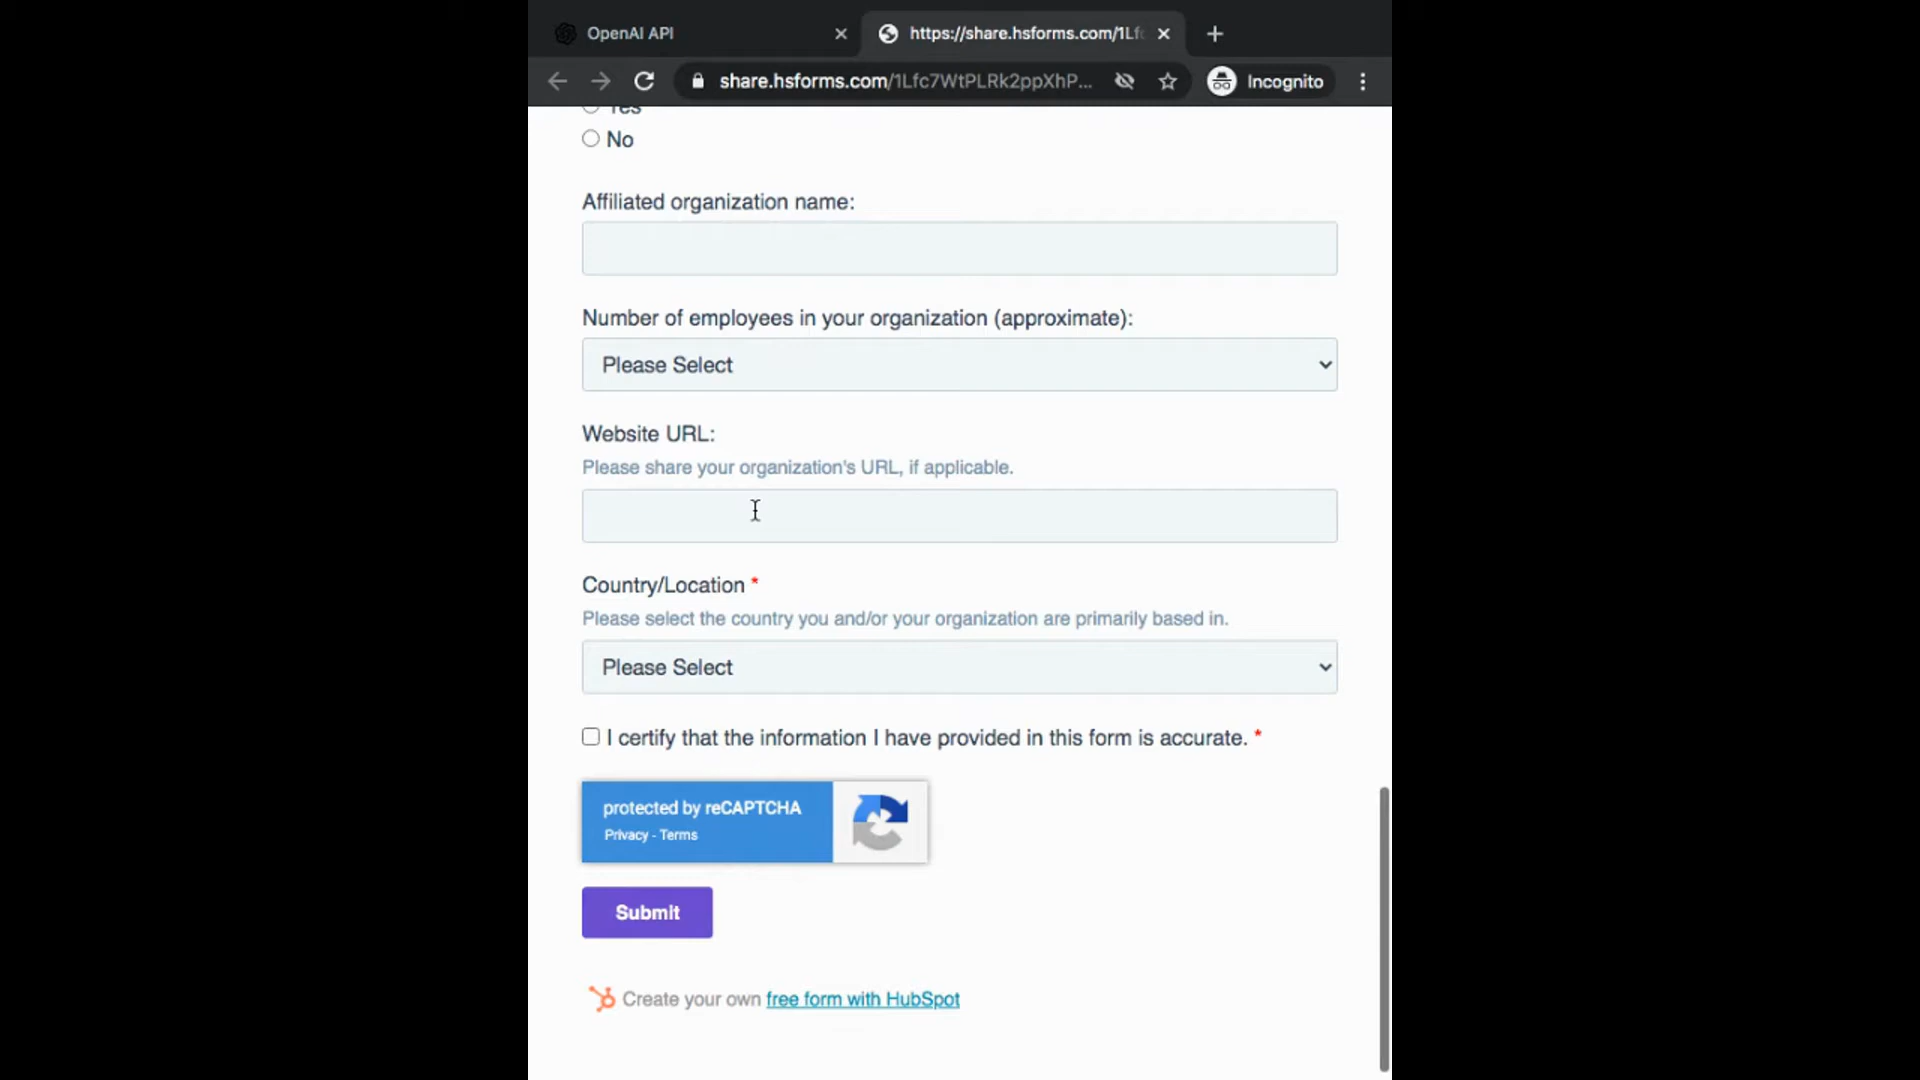 OpenAI API
https://share.hsforms.com/1Lf
share.hsforms.com/1Lfc7WtPLRk2ppXhP...
Incognito
Yes
No
Affiliated organization name:
Number of employees in your organization (approximate):
Please Select
Website URL:
Please share your organization's URL, if applicable.
Country/Location *
Please select the country you and/or your organization are primarily based in.
Please Select
I certify that the information I have provided in this form is accurate. *
protected by reCAPTCHA
Privacy - Terms
Submit
Create your own free form with HubSpot